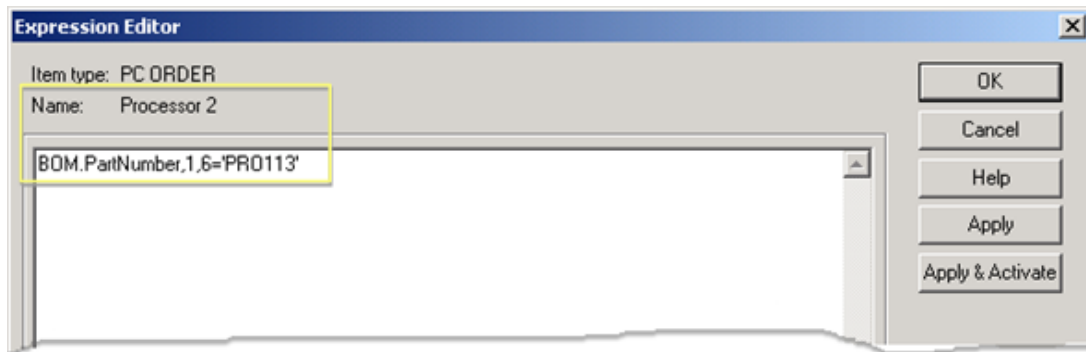 Expression Editor
Item type: PC ORDER
Name: Processor 2
BOM.PartNumber,1,6='PRO113'
OK
Cancel
Help
Apply
Apply & Activate